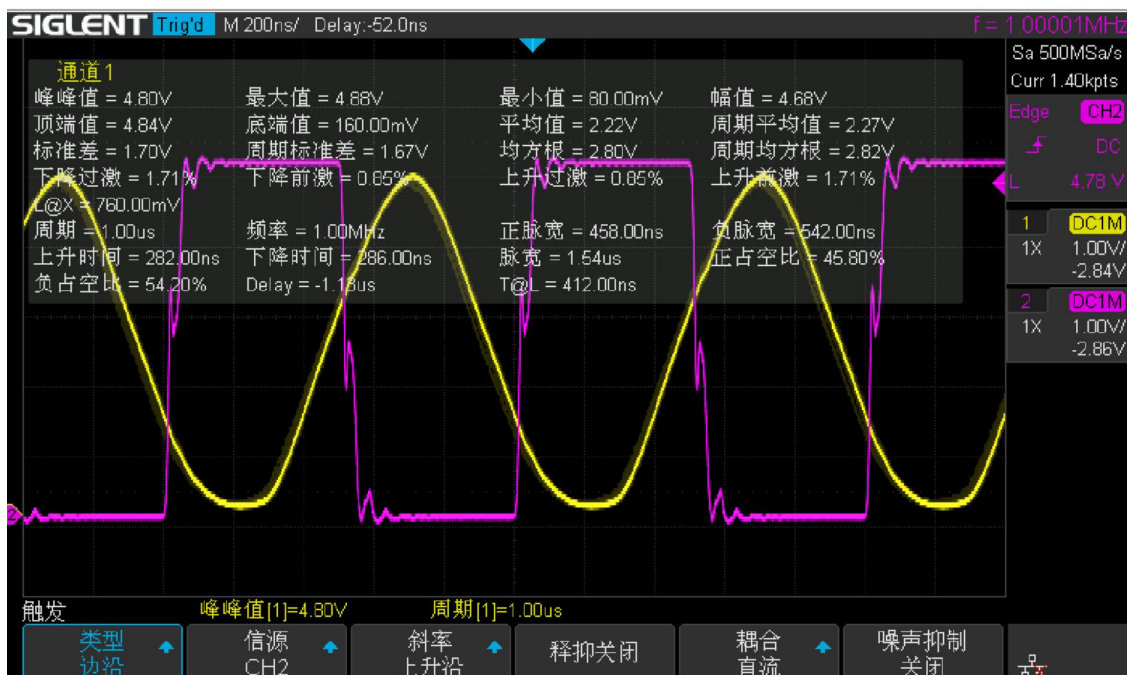 SIGLENT Trig'd M 200ns/ Delay:-52.0ns f = 1.00001MHz
Sa 500MSa/s
Curr 1.40kpts
Edge CH2
DC
L 4.78 V
1 DC1M
1X 1.00V/
-2.84V
2 DC1M
1X 1.00V/
-2.86V
通道1
峰峰值 = 4.80V 最大值 = 4.88V 最小值 = 80.00mV 幅值 = 4.68V
顶端值 = 4.84V 底端值 = 160.00mV 平均值 = 2.22V 周期平均值 = 2.27V
标准差 = 1.70V 周期标准差 = 1.67V 均方根 = 2.80V 周期均方根 = 2.82V
下降过激 = 1.71% 下降前激 = 0.85% 上升过激 = 0.85% 上升前激 = 1.71%
L@X = 760.00mV
周期 = 1.00us 频率 = 1.00MHz 正脉宽 = 458.00ns 负脉宽 = 542.00ns
上升时间 = 282.00ns 下降时间 = 286.00ns 脉宽 = 1.54us 正占空比 = 45.80%
负占空比 = 54.20% Delay = -1.18us T@L = 412.00ns
2
触发 峰峰值[1]=4.80V 周期[1]=1.00us
类型 信源 斜率 释抑关闭 耦合 噪声抑制
边沿 CH2 上升沿 直流 关闭